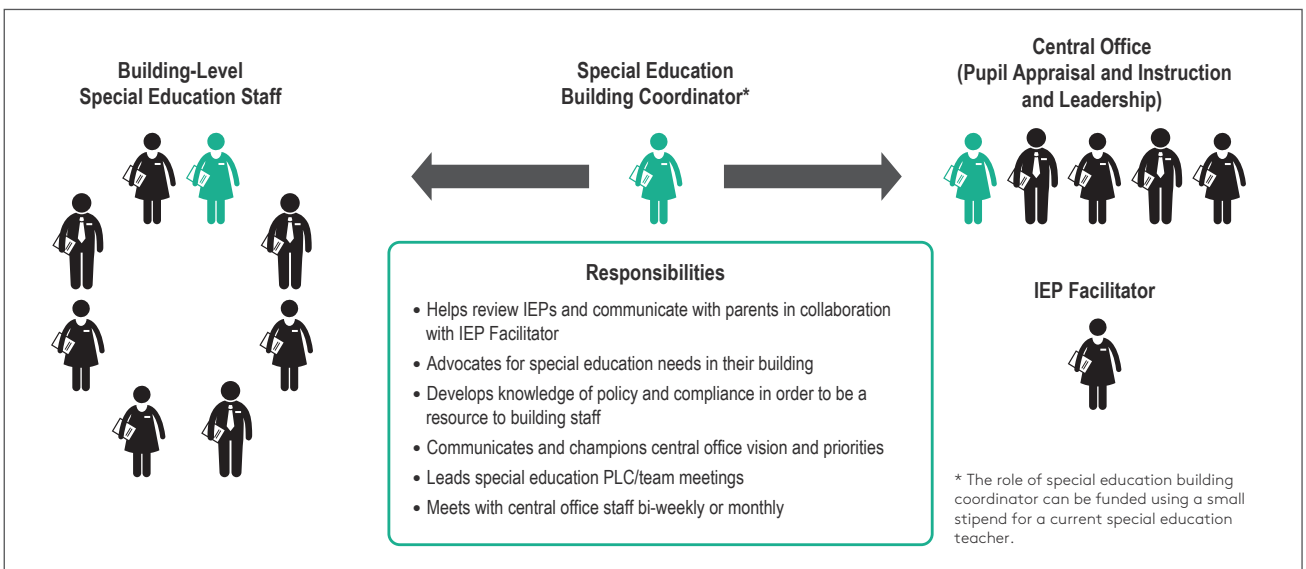 Building-Level
Special Education Staff
Special Education
Building Coordinator*
Central Office
(Pupil Appraisal and Instruction
and Leadership)
Responsibilities
• Helps review IEPs and communicate with parents in collaboration
with IEP Facilitator
• Advocates for special education needs in their building
• Develops knowledge of policy and compliance in order to be a
resource to building staff
• Communicates and champions central office vision and priorities
• Leads special education PLC/team meetings
• Meets with central office staff bi-weekly or monthly
IEP Facilitator
* The role of special education building
coordinator can be funded using a small
stipend for a current special education
teacher.